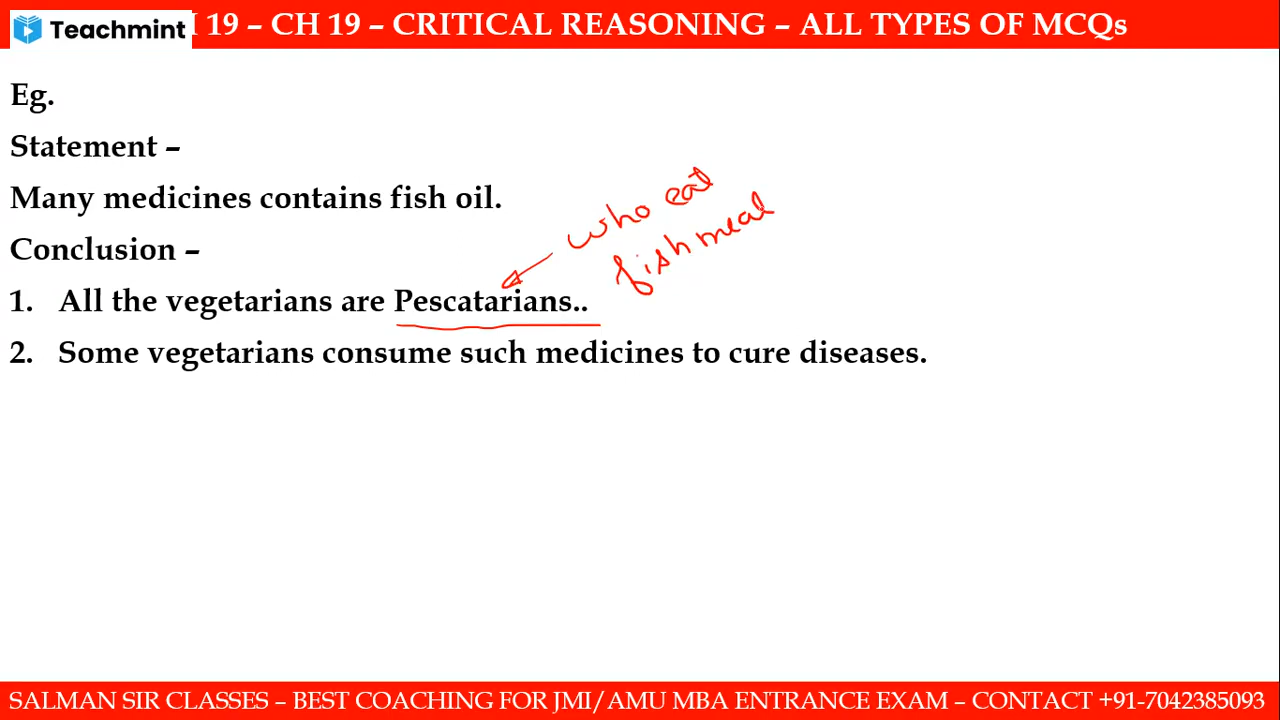 Teachmint 19 – CH 19 – CRITICAL REASONING – ALL TYPES OF MCQs
Eg.
Statement –
Many medicines contains fish oil.
who eat
fish meal
Conclusion –
1. All the vegetarians are Pescatarians..
2. Some vegetarians consume such medicines to cure diseases.
SALMAN SIR CLASSES – BEST COACHING FOR JMI/AMU MBA ENTRANCE EXAM – CONTACT +91-7042385093